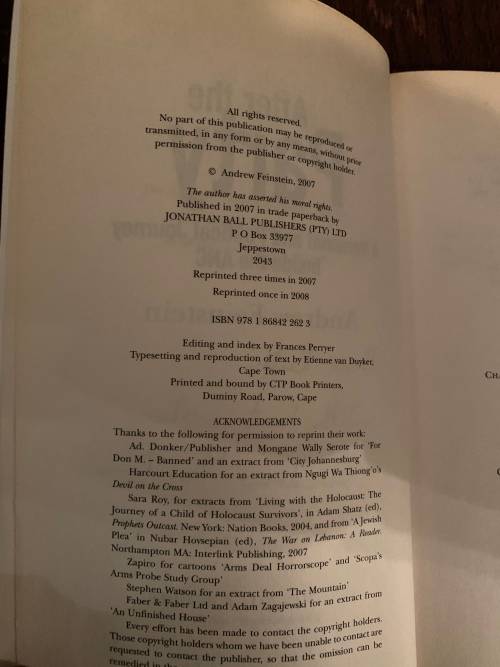 All rights reserved.
No part of this publication may be reproduced or
transmitted, in any form or by any means, without prior
permission from the publisher or copyright holder.
© Andrew Feinstein, 2007
The author has asserted his moral rights.
Published in 2007 in trade paperback by
JONATHAN BALL PUBLISHERS (PTY) LTD
P O Box 33977
Jeppestown
2043
Reprinted three times in 2007
Reprinted once in 2008
ISBN 978 1 86842 262 3
Editing and index by Frances Perryer
Typesetting and reproduction of text by Etienne van Duyker,
Cape Town
Printed and bound by CTP Book Printers,
Duminy Road, Parow, Cape
ACKNOWLEDGEMENTS
Thanks to the following for permission to reprint their work:
Ad. Donker/Publisher and Mongane Wally Serote for 'For
Don M. – Banned' and an extract from 'City Johannesburg'
Harcourt Education for an extract from Ngugi Wa Thiong'o's
Devil on the Cross
Sara Roy, for extracts from 'Living with the Holocaust: The
Journey of a Child of Holocaust Survivors', in Adam Shatz (ed),
Prophets Outcast. New York: Nation Books, 2004, and from 'A Jewish
Plea' in Nubar Hovsepian (ed), The War on Lebanon: A Reader.
Northampton MA: Interlink Publishing, 2007
Zapiro for cartoons 'Arms Deal Horrorscope' and 'Scopa's
Arms Probe Study Group'
Stephen Watson for an extract from 'The Mountain'
Faber & Faber Ltd and Adam Zagajewski for an extract from
'An Unfinished House'
Every effort has been made to contact the copyright holders.
Those copyright holders whom we have been unable to contact are
requested to contact the publisher, so that the omission can be
remedied in the